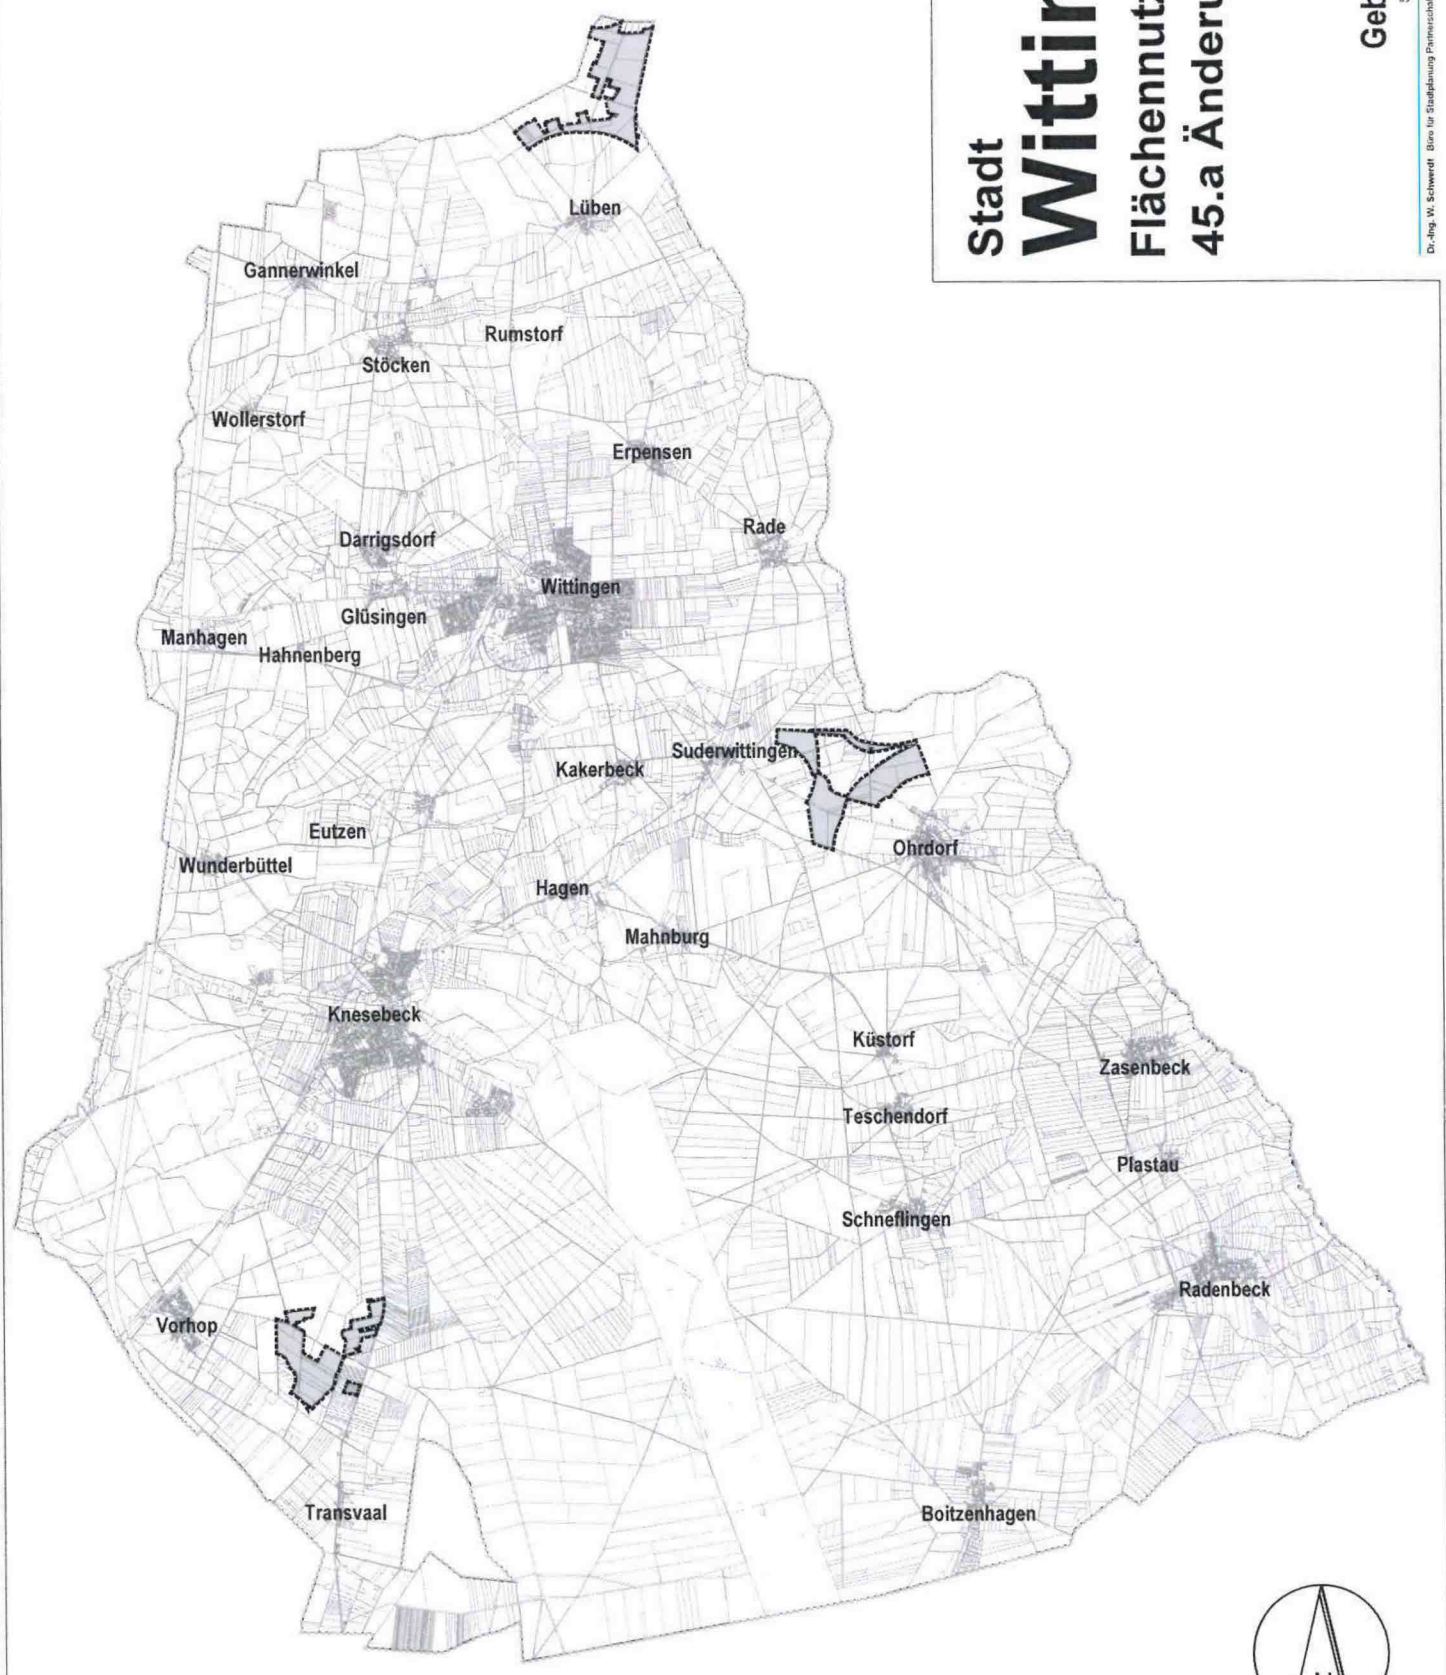 Stadt
Flächennutz
45.a Änderu
Dr.-Ing. W. Schwerdt Büro für Stadtplanung Partnerschaf
Lüben
Gannerwinkel
Rumstorf
Stöcken
Wollerstorf
Erpensen
Rade
Darrigsdorf
Wittingen
Glüsingen
Manhagen
Hahnenberg
Suderwittingen
Kakerbeck
Eutzen
Ohrdorf
Wunderbüttel
Hagen
Mahnburg
Knesebeck
Küstorf
Zasenbeck
Teschendorf
Plastau
Schneflingen
Radenbeck
Vorhop
Transvaal
Boitzenhagen